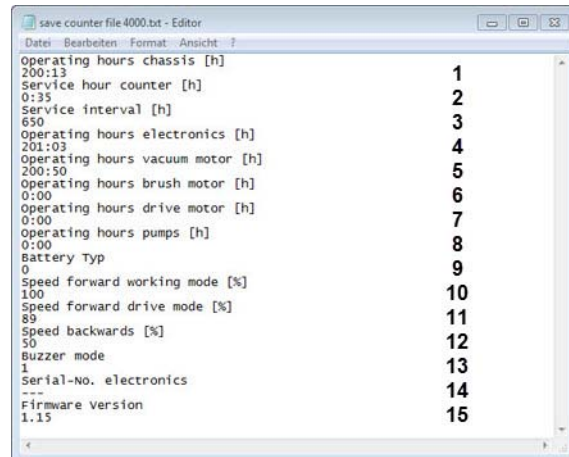 save counter file 4000.txt - Editor
Datei Bearbeiten Format Ansicht ?
Operating hours chassis [h]
200:13 1
Service hour counter [h]
0:35 2
Service interval [h]
650 3
Operating hours electronics [h]
201:03 4
Operating hours vacuum motor [h]
200:50 5
Operating hours brush motor [h]
0:00 6
Operating hours drive motor [h]
0:00 7
Operating hours pumps [h]
0:00 8
Battery Typ
0 9
Speed forward working mode [%]
100 10
Speed forward drive mode [%]
89 11
Speed backwards [%]
50 12
Buzzer mode
1 13
Serial-No. electronics
--- 14
Firmware Version
1.15 15